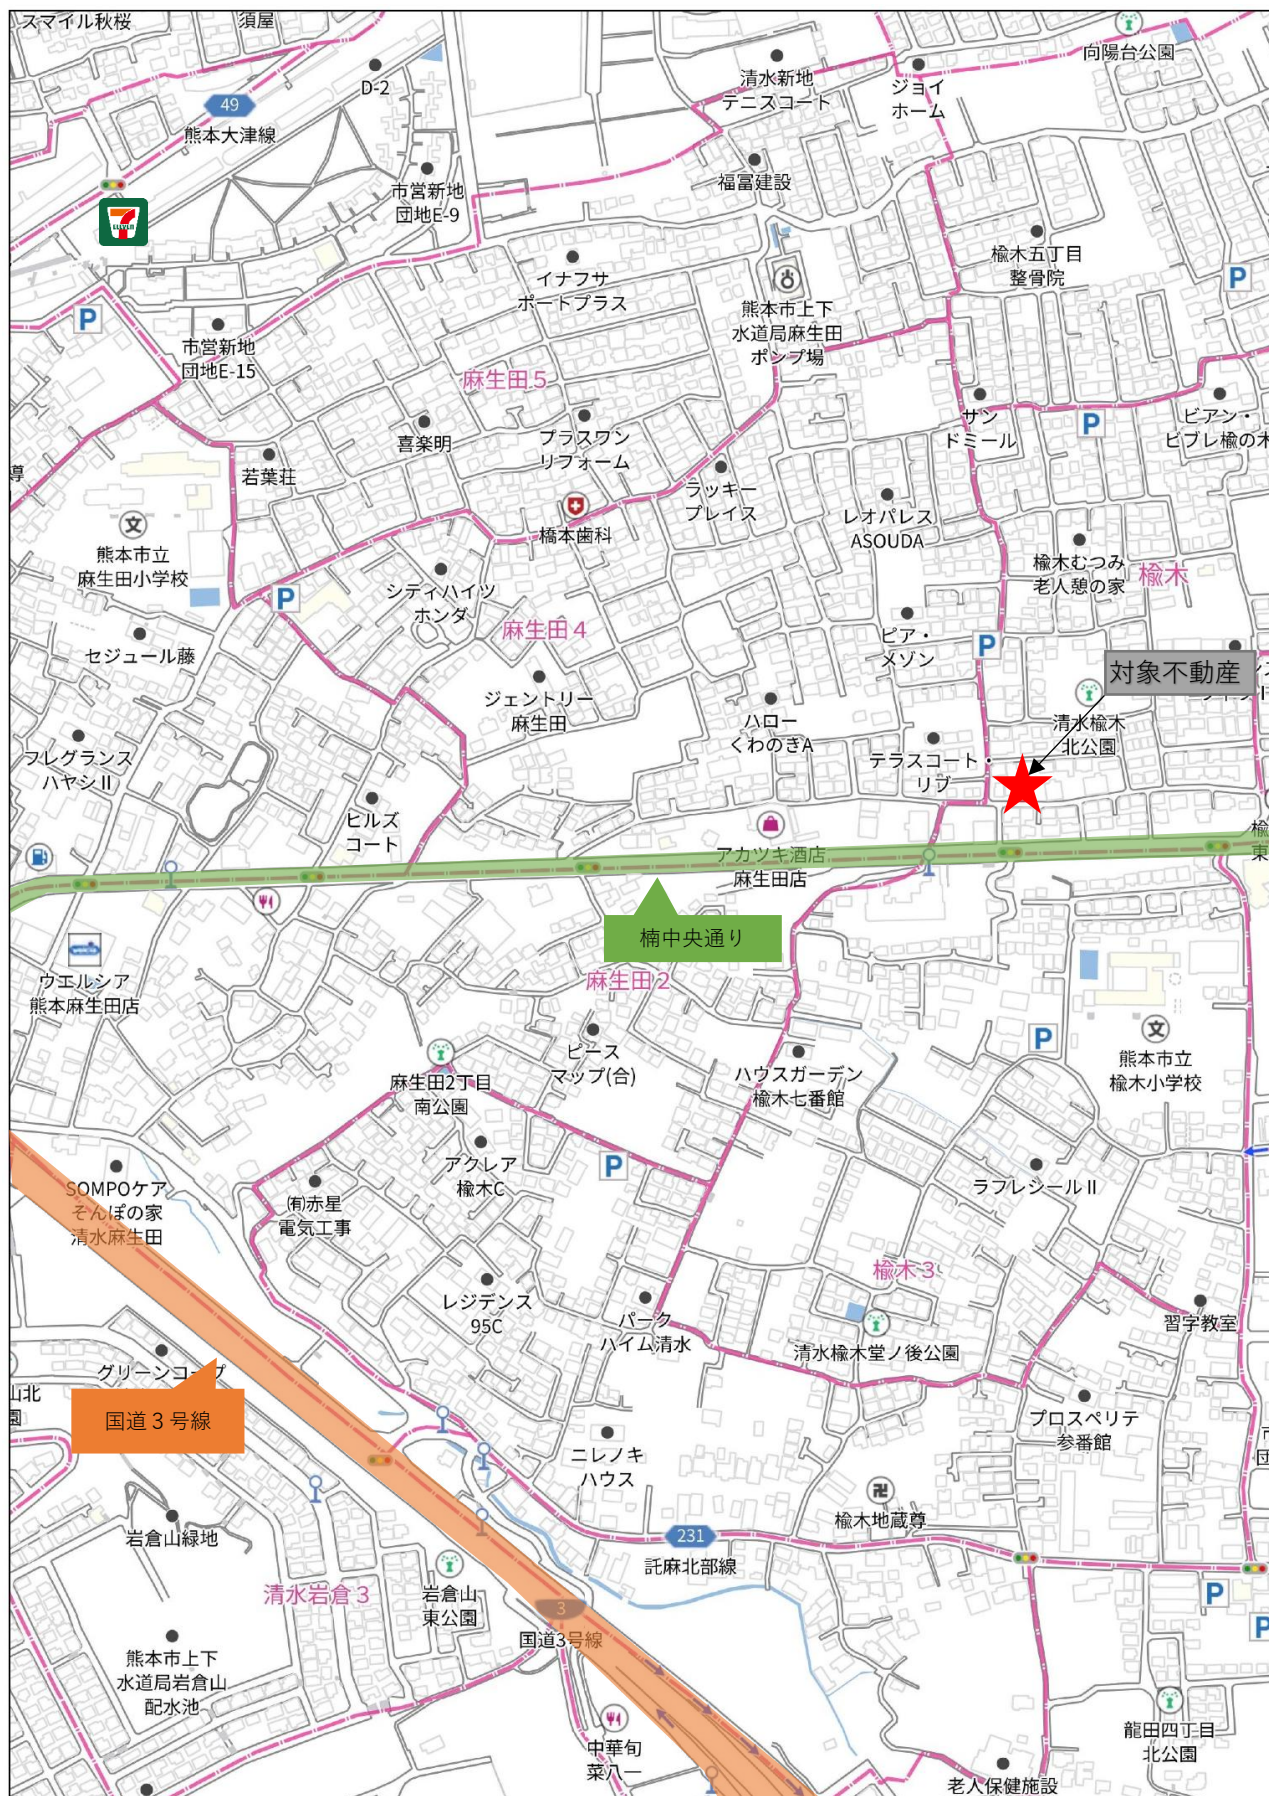 スマイル秋桜
須屋
D-2
49
熊本大津線
清水新地
テニスコート
ジョイ
ホーム
向陽台公園
市営新地
団地E-9
福冨建設
楡木五丁目
整骨院
イナフサ
ポートプラス
P
熊本市上下
水道局麻生田
ポンプ場
P
市営新地
団地E-15
麻生田5
サン
ドミール
P
ビアン・
ビブレ楡の木
喜楽明
プラスワン
リフォーム
若葉荘
導
ラッキー
プレイス
レオパレス
ASOUDA
橋本歯科
文
熊本市立
麻生田小学校
シティハイツ
ホンダ
楡木むつみ
老人憩の家
楡木
P
麻生田4
ピア・
メゾン
P
セジュール藤
対象不動産
ジェントリー
麻生田
ハロー
くわのきA
清水楡木
北公園
フレグランス
ハヤシⅡ
テラスコート・
リブ
ヒルズ
コート
アカツキ酒店
麻生田店
楡
東
楠中央通り
ウエルシア
熊本麻生田店
麻生田2
ピース
マップ(合)
P
文
熊本市立
楡木小学校
ハウスガーデン
楡木七番館
麻生田2丁目
南公園
アクレア
楡木C
P
ラフレシールⅡ
SOMPOケア
そんぽの家
清水麻生田
㈲赤星
電気工事
楡木3
レジデンス
95C
パーク
ハイム清水
習字教室
清水楡木堂ノ後公園
グリーンコープ
山北
園
国道3号線
プロスペリテ
参番館
市
団
ニレノキ
ハウス
卍
楡木地蔵尊
岩倉山緑地
231
託麻北部線
清水岩倉3
岩倉山
東公園
P
P
3
国道3号線
熊本市上下
水道局岩倉山
配水池
中華旬
菜八一
龍田四丁目
北公園
老人保健施設